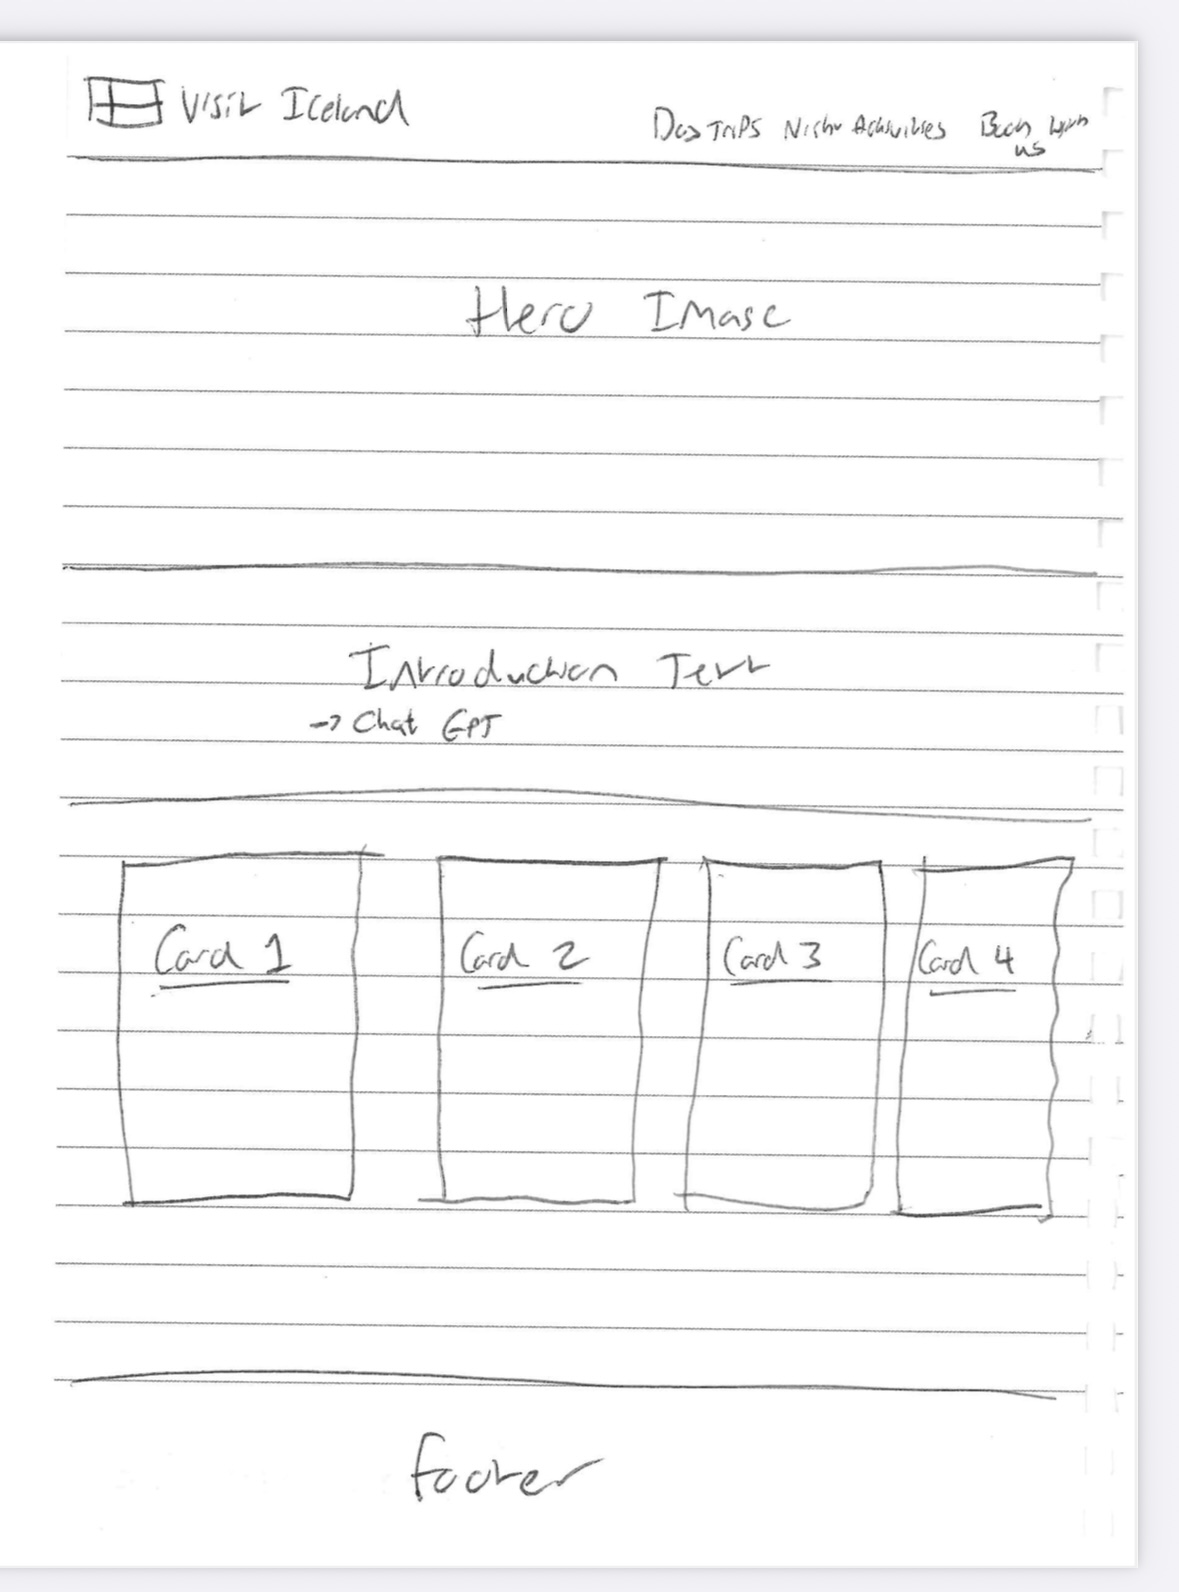 Visit Iceland
Day Trips Night Activities Book with
us
Hero Image
Introduction Text
-> Chat GPT
Card 1
Card 2
Card 3
Card 4
footer